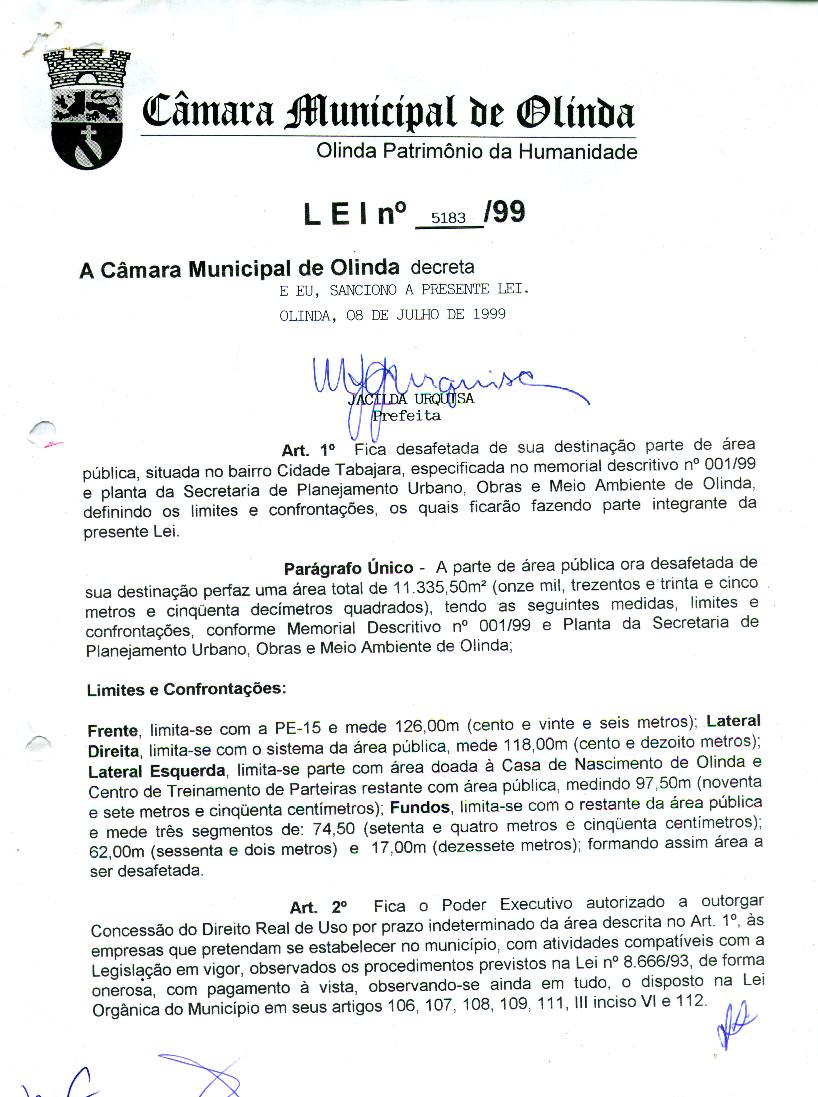 Câmara Municipal de Olinda
Olinda Patrimônio da Humanidade
L E I nº 5183 /99
A Câmara Municipal de Olinda decreta
E EU, SANCIONO A PRESENTE LEI.
OLINDA, 08 DE JULHO DE 1999
JACILDA URQUISA
Prefeita
Art. 1º Fica desafetada de sua destinação parte de área
pública, situada no bairro Cidade Tabajara, especificada no memorial descritivo nº 001/99
e planta da Secretaria de Planejamento Urbano, Obras e Meio Ambiente de Olinda,
definindo os limites e confrontações, os quais ficarão fazendo parte integrante da
presente Lei.
Parágrafo Único - A parte de área pública ora desafetada de
sua destinação perfaz uma área total de 11.335,50m² (onze mil, trezentos e trinta e cinco
metros e cinqüenta decímetros quadrados), tendo as seguintes medidas, limites e
confrontações, conforme Memorial Descritivo nº 001/99 e Planta da Secretaria de
Planejamento Urbano, Obras e Meio Ambiente de Olinda;
Limites e Confrontações:
Frente, limita-se com a PE-15 e mede 126,00m (cento e vinte e seis metros); Lateral
Direita, limita-se com o sistema da área pública, mede 118,00m (cento e dezoito metros);
Lateral Esquerda, limita-se parte com área doada à Casa de Nascimento de Olinda e
Centro de Treinamento de Parteiras restante com área pública, medindo 97,50m (noventa
e sete metros e cinqüenta centímetros); Fundos, limita-se com o restante da área pública
e mede três segmentos de: 74,50 (setenta e quatro metros e cinqüenta centímetros);
62,00m (sessenta e dois metros) e 17,00m (dezessete metros); formando assim área a
ser desafetada.
Art. 2º Fica o Poder Executivo autorizado a outorgar
Concessão do Direito Real de Uso por prazo indeterminado da área descrita no Art. 1º, às
empresas que pretendam se estabelecer no município, com atividades compatíveis com a
Legislação em vigor, observados os procedimentos previstos na Lei nº 8.666/93, de forma
onerosa, com pagamento à vista, observando-se ainda em tudo, o disposto na Lei
Orgânica do Município em seus artigos 106, 107, 108, 109, 111, III inciso VI e 112.